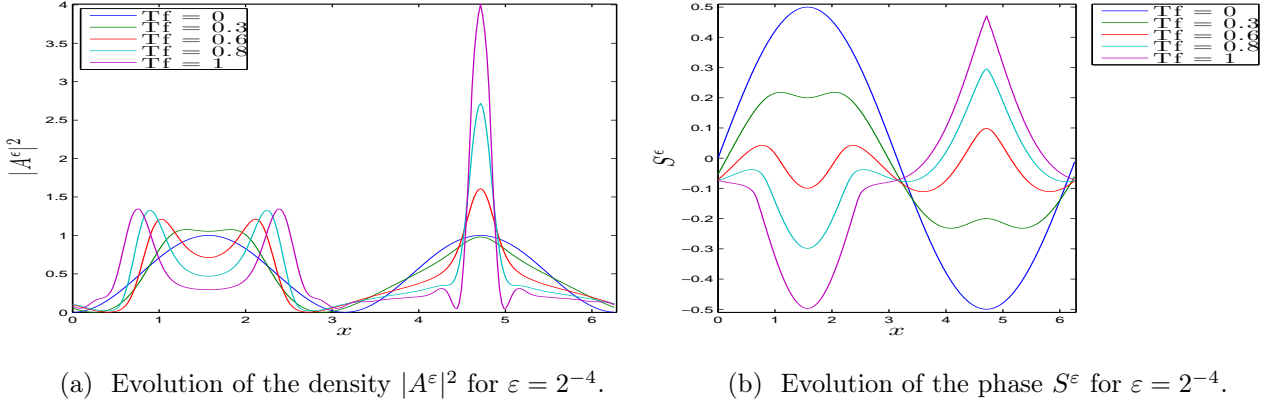 Tf = 0
Tf = 0.3
Tf = 0.6
Tf = 0.8
Tf = 1
|A^ϵ|^2
4
3.5
3
2.5
2
1.5
1
0.5
0
0 1 2 3 4 5 6
x
Tf = 0
Tf = 0.3
Tf = 0.6
Tf = 0.8
Tf = 1
S^ϵ
0.5
0.4
0.3
0.2
0.1
0
−0.1
−0.2
−0.3
−0.4
−0.5
0 1 2 3 4 5 6
x
(a) Evolution of the density |A^ε|^2 for ε = 2^−4.
(b) Evolution of the phase S^ε for ε = 2^−4.